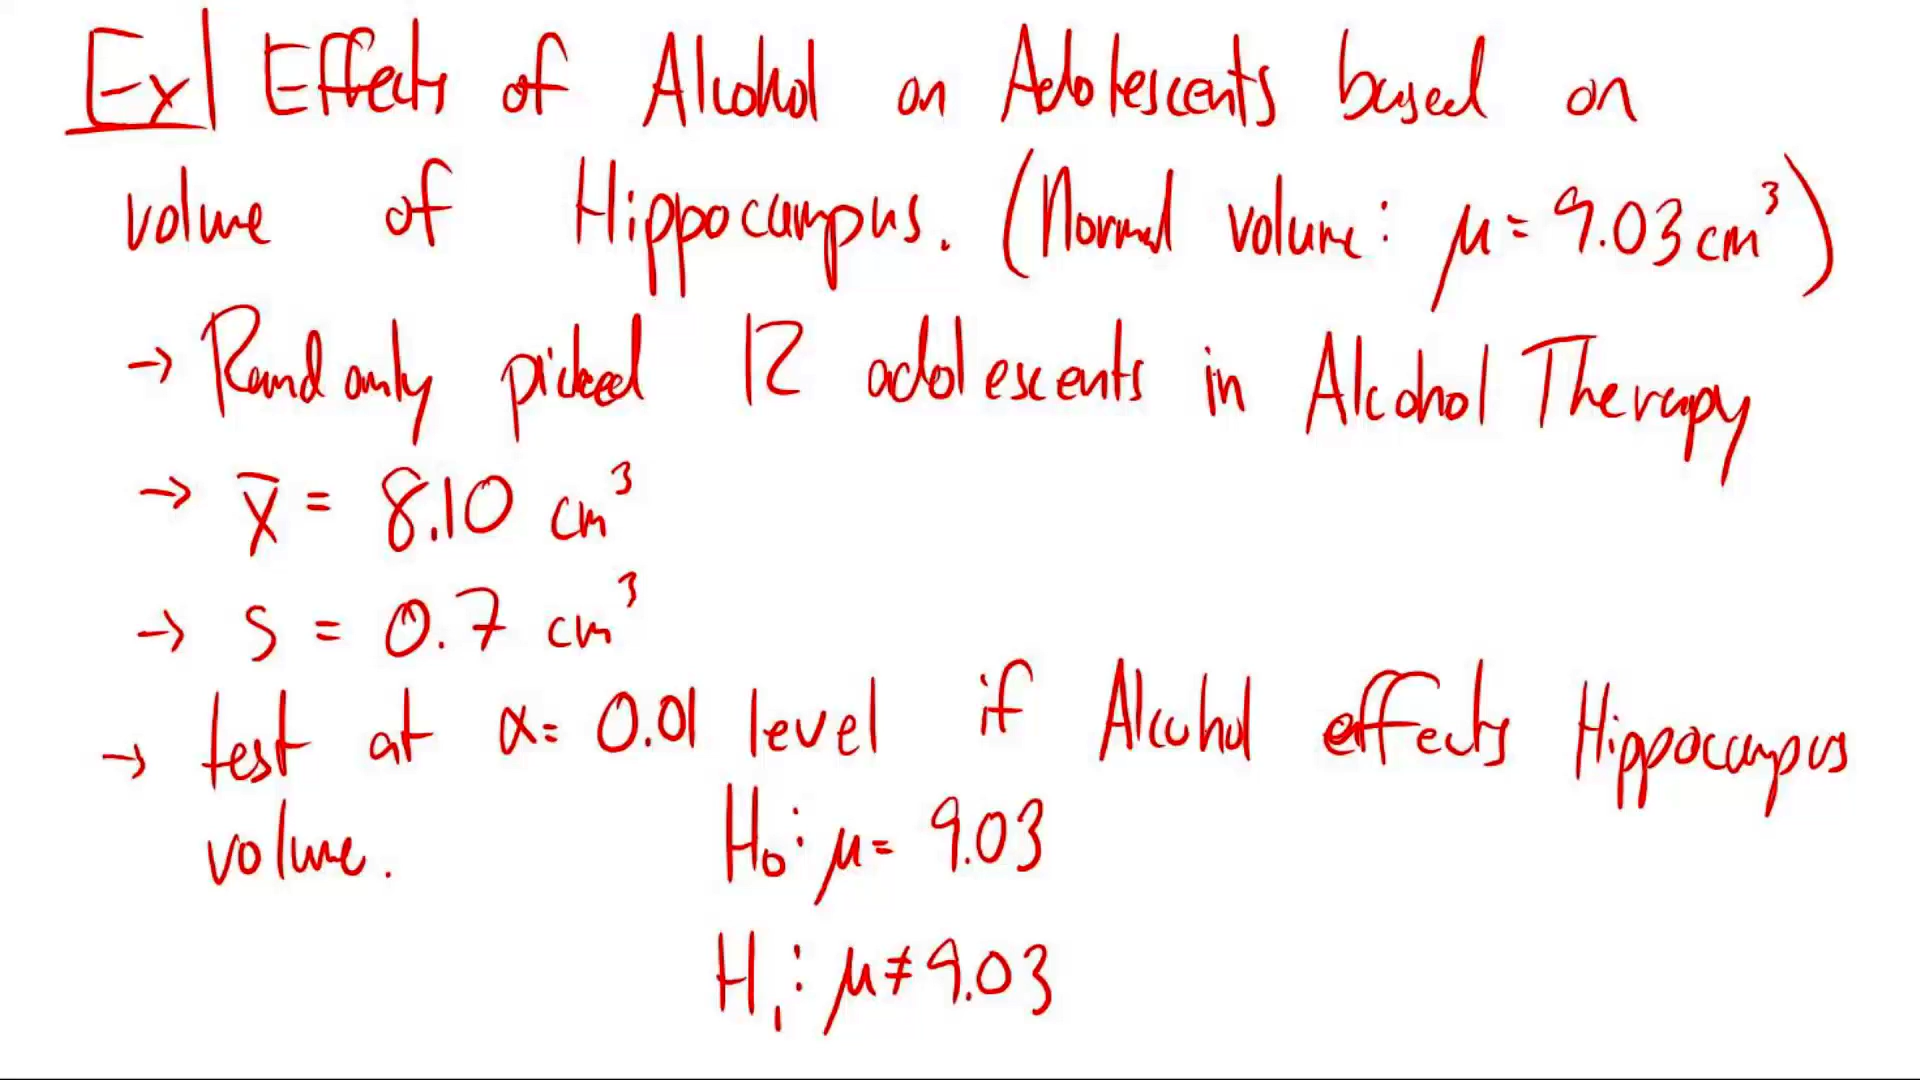 Ex Effects of Alcohol on Adolescents based on
volume of Hippocampus. (Normal volume: μ = 9.03 cm³)
→ Randomly picked 12 adolescents in Alcohol Therapy
→ x̄ = 8.10 cm³
→ s = 0.7 cm³
→ test at α = 0.01 level if Alcohol effects Hippocampus
volume.
H₀: μ = 9.03
H₁: μ ≠ 9.03